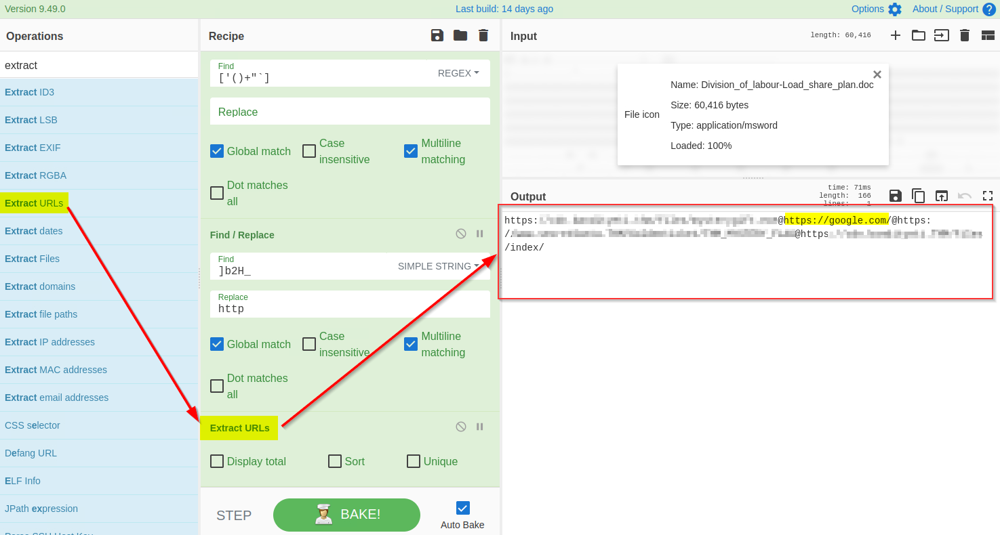 Version 9.49.0
Last build: 14 days ago
Options
About / Support
Operations
extract
Extract ID3
Extract LSB
Extract EXIF
Extract RGBA
Extract URLs
Extract dates
Extract Files
Extract domains
Extract file paths
Extract IP addresses
Extract MAC addresses
Extract email addresses
CSS selector
Defang URL
ELF Info
JPath expression
Parse SSH Host Key
Recipe
Find
['()+"`]
REGEX
Replace
Global match
Case
insensitive
Multiline
matching
Dot matches
all
Find / Replace
Find
]b2H_
SIMPLE STRING
Replace
http
Global match
Case
insensitive
Multiline
matching
Dot matches
all
Extract URLs
Display total
Sort
Unique
STEP
BAKE!
Auto Bake
Input
length: 60,416
File icon
Name: Division_of_labour-Load_share_plan.doc
Size: 60,416 bytes
Type: application/msword
Loaded: 100%
Output
time: 71ms
length: 166
lines: 1
https: @https://google.com/@https:
/ @https
/index/